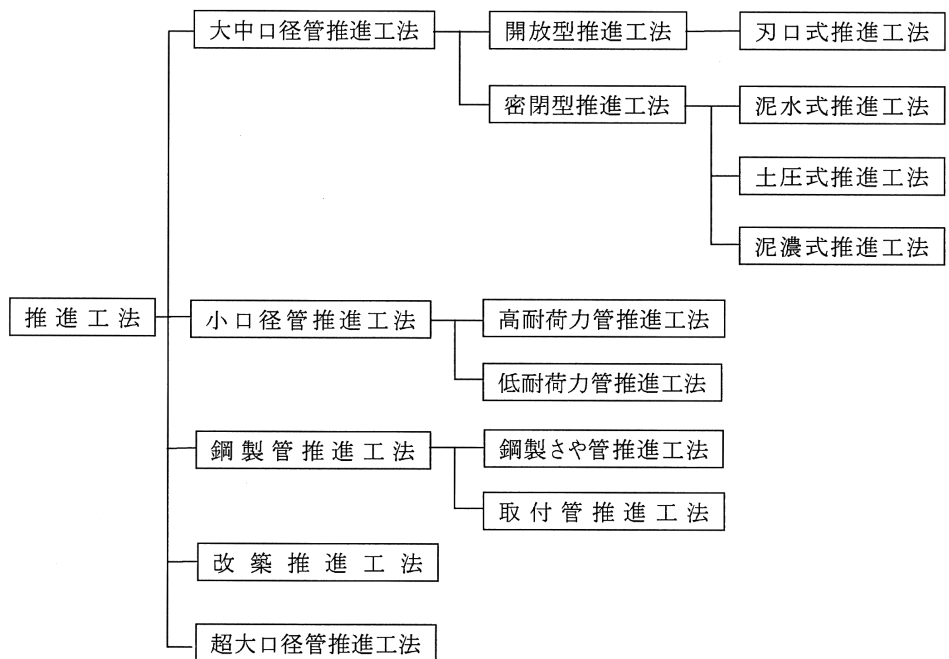 大中口径管推進工法
開放型推進工法
刃口式推進工法
密閉型推進工法
泥水式推進工法
土圧式推進工法
泥濃式推進工法
推進工法
小口径管推進工法
高耐荷力管推進工法
低耐荷力管推進工法
鋼製管推進工法
鋼製さや管推進工法
取付管推進工法
改築推進工法
超大口径管推進工法